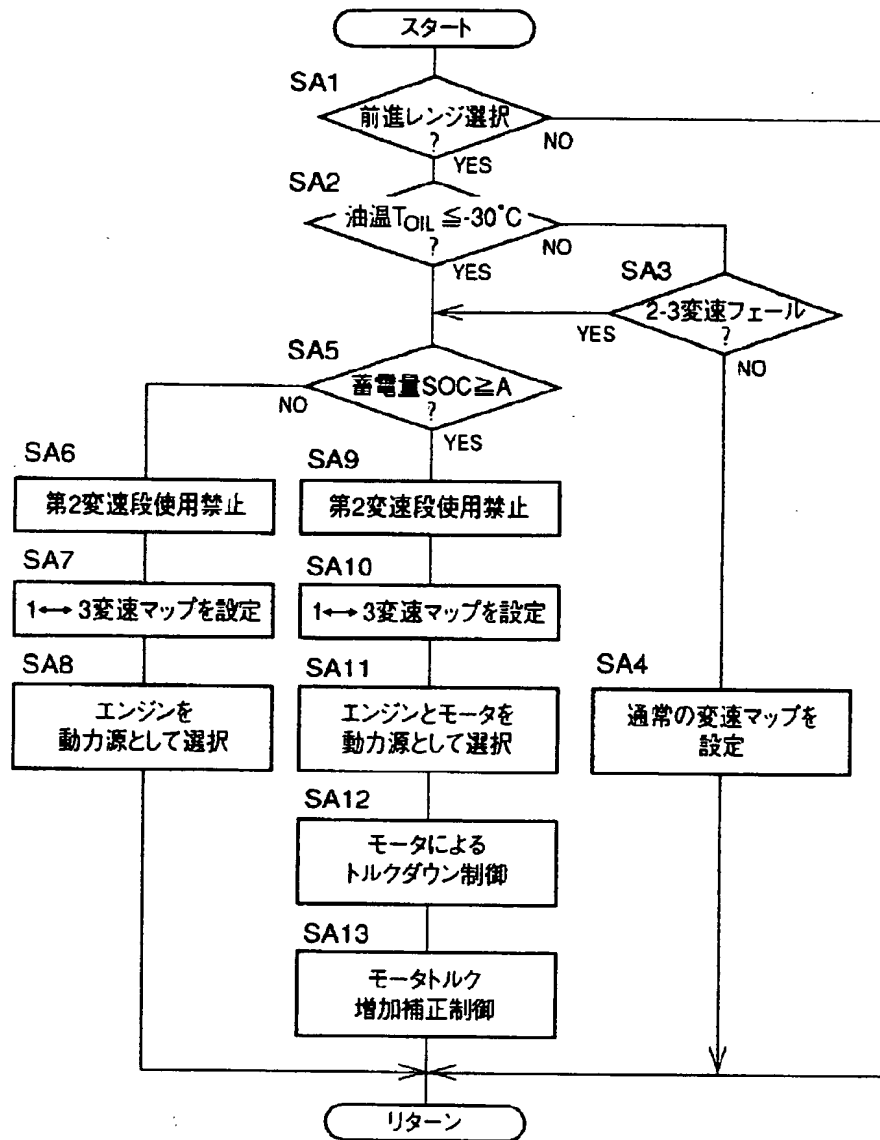 スタート
SA1
前進レンジ選択
?
NO
YES
SA2
油温TOIL ≦-30°C
?
NO
YES
SA3
2-3変速フェール
?
YES
NO
SA5
蓄電量SOC≧A
?
NO
YES
SA6
第2変速段使用禁止
SA7
1↔3変速マップを設定
SA8
エンジンを
動力源として選択
SA9
第2変速段使用禁止
SA10
1↔3変速マップを設定
SA11
エンジンとモータを
動力源として選択
SA12
モータによる
トルクダウン制御
SA13
モータトルク
増加補正制御
SA4
通常の変速マップを
設定
リターン